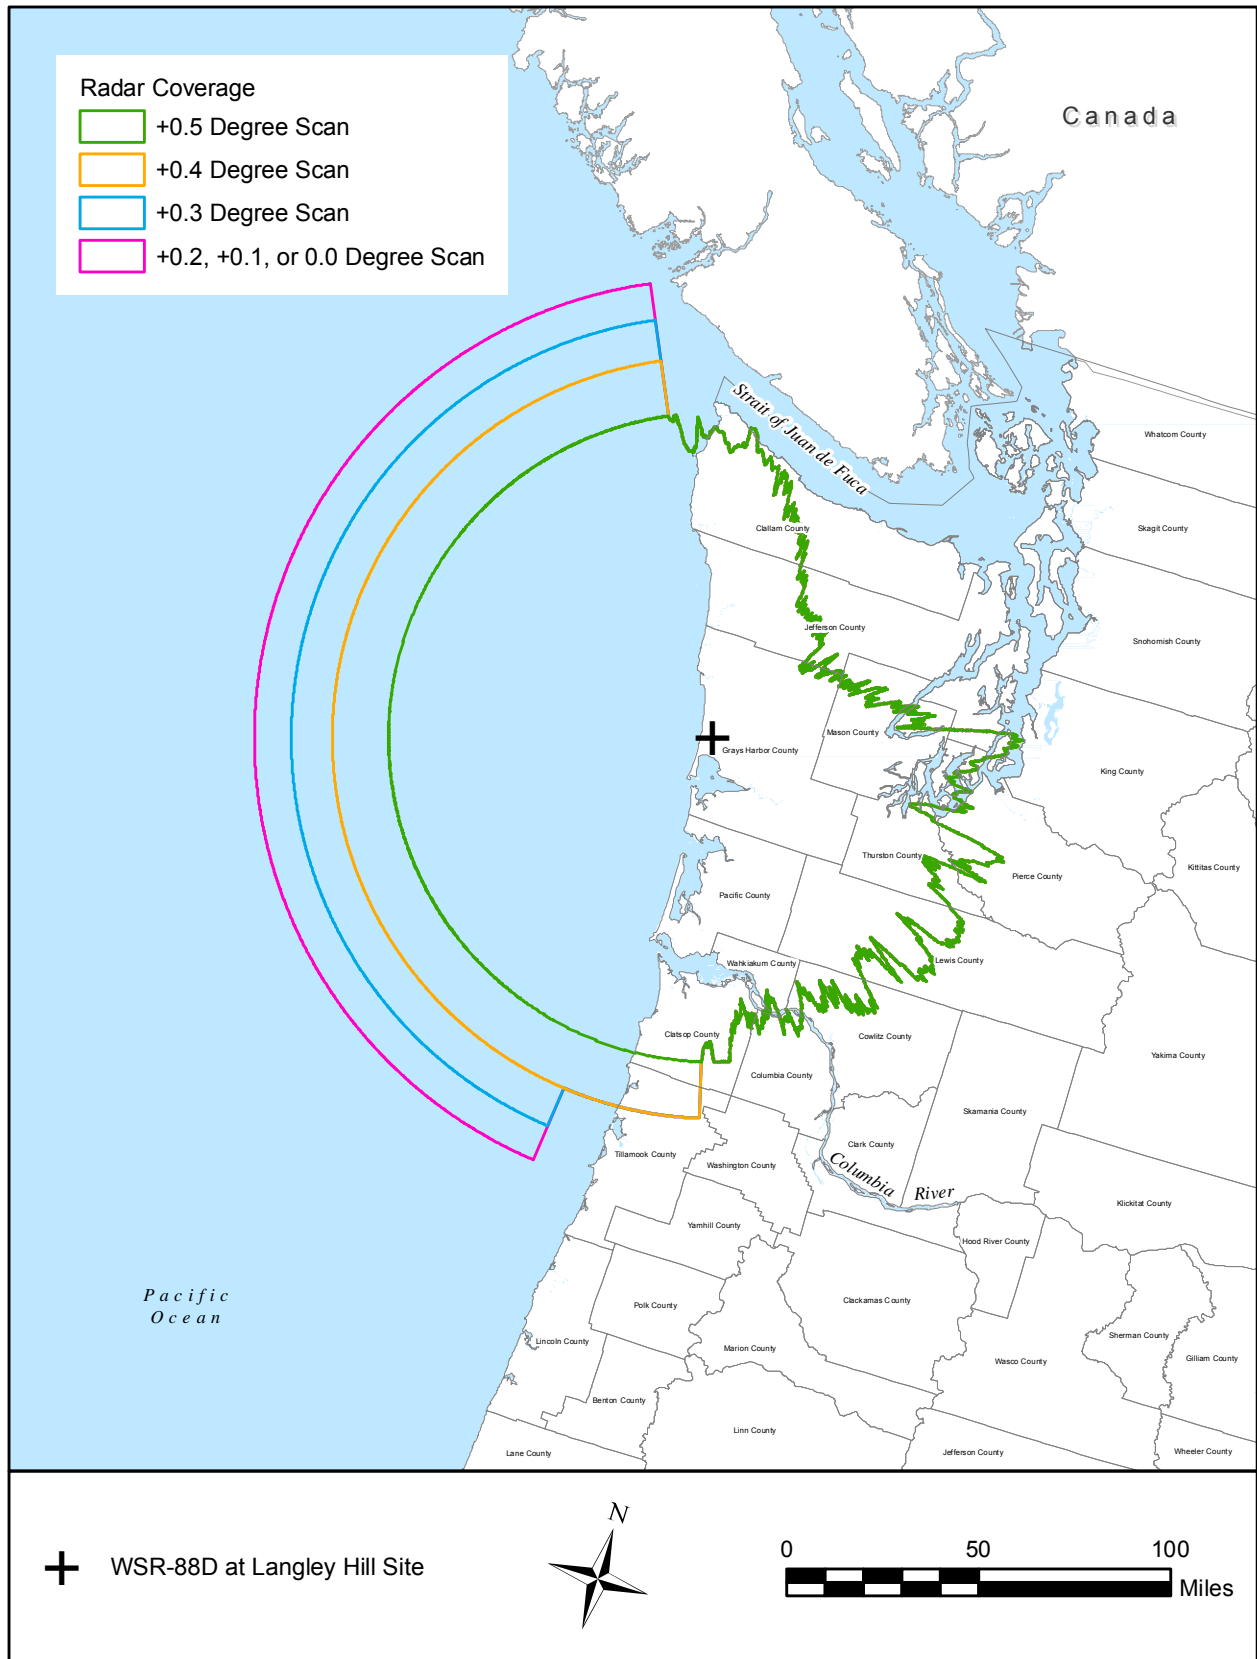 Radar Coverage
+0.5 Degree Scan
+0.4 Degree Scan
+0.3 Degree Scan
+0.2, +0.1, or 0.0 Degree Scan
Canada
Strait of Juan de Fuca
Whatcom County
Skagit County
Clallam County
Jefferson County
Snohomish County
Mason County
Grays Harbor County
King County
Thurston County
Kittitas County
Pierce County
Pacific County
Wahkiakum County
Lewis County
Clatsop County
Cowlitz County
Yakima County
Columbia County
Skamania County
Clark County
Tillamook County
Washington County
Columbia River
Klickitat County
Yamhill County
Hood River County
Pacific
Ocean
Polk County
Clackamas County
Sherman County
Lincoln County
Marion County
Wasco County
Gilliam County
Benton County
Linn County
Lane County
Jefferson County
Wheeler County
N
WSR-88D at Langley Hill Site
0 50 100
Miles